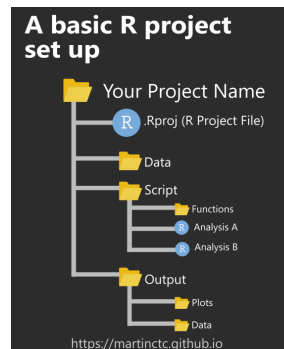 A basic R project
set up
Your Project Name
R .Rproj (R Project File)
Data
Script
Functions
R Analysis A
R Analysis B
Output
Plots
Data
https://martinctc.github.io